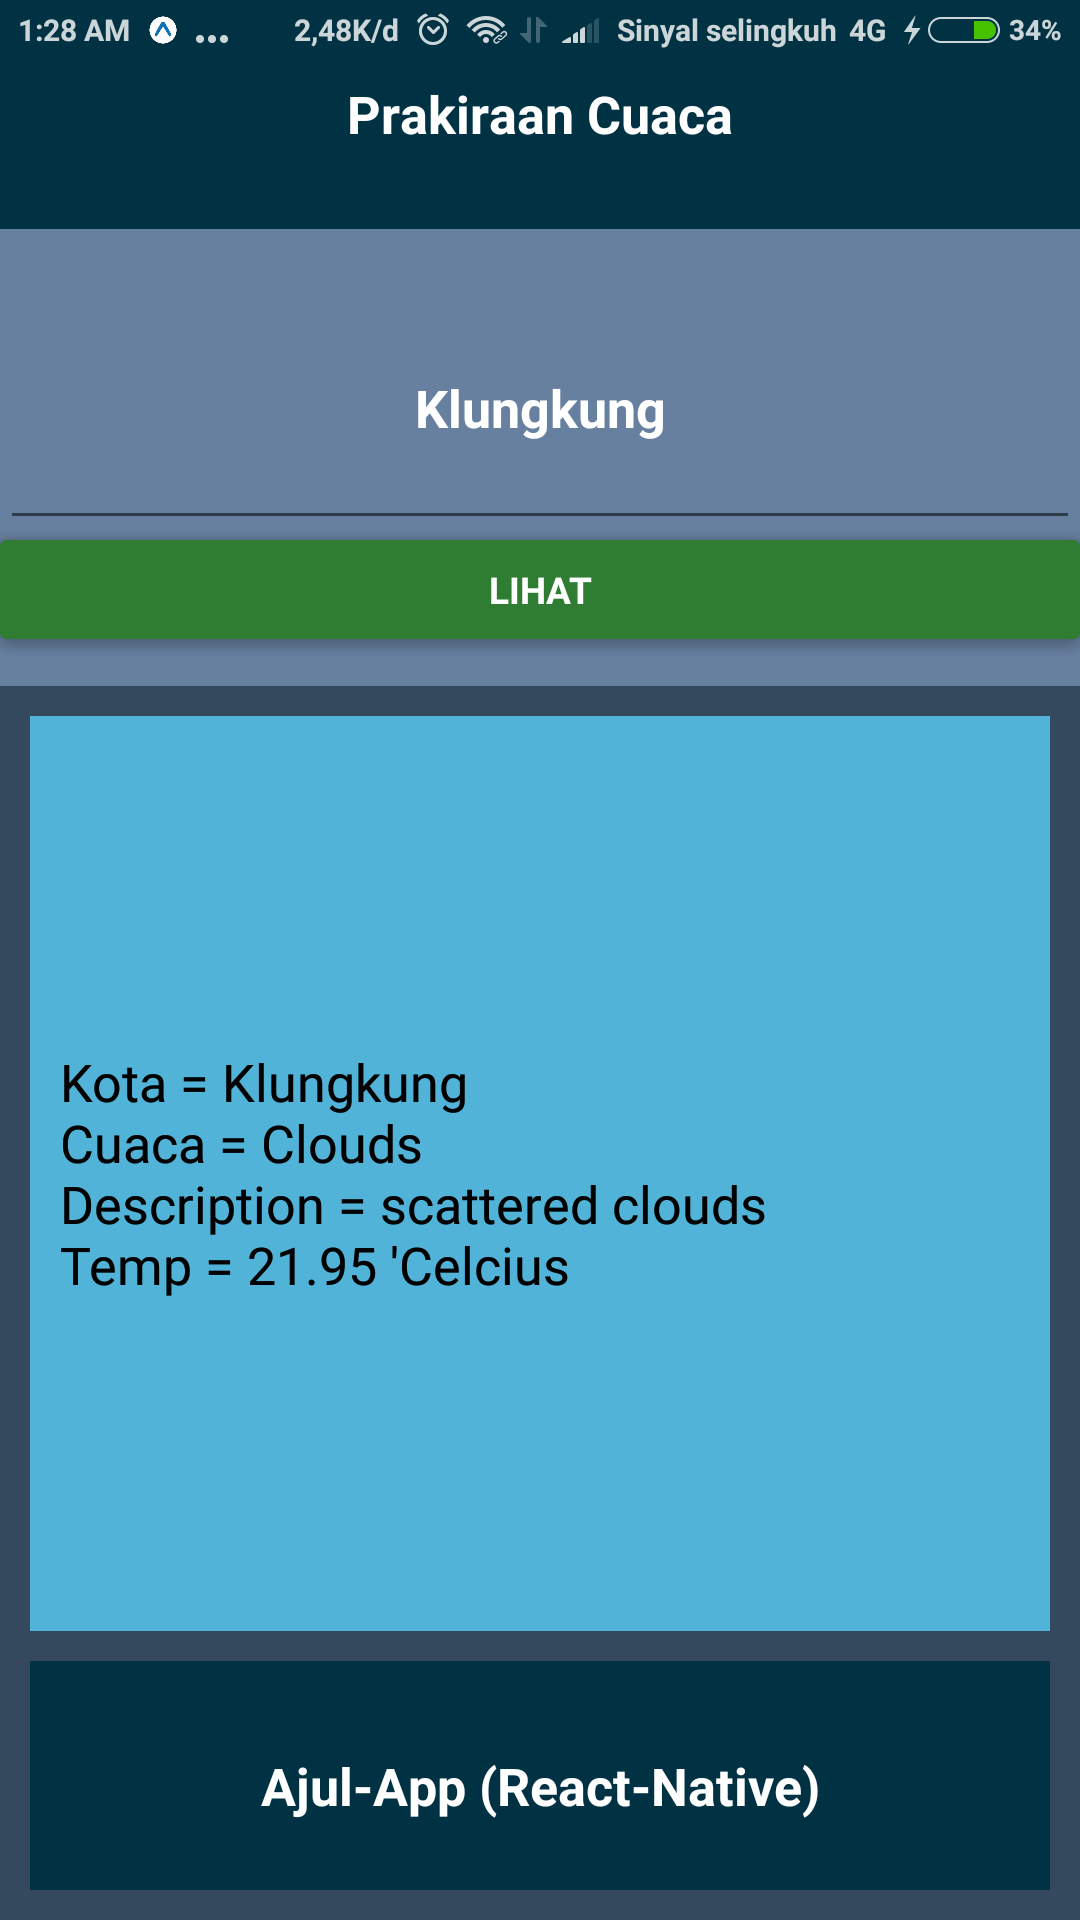 1:28 AM ... 2,48K/d Sinyal selingkuh 4G 34%
Prakiraan Cuaca
Klungkung
LIHAT
Kota = Klungkung
Cuaca = Clouds
Description = scattered clouds
Temp = 21.95 'Celcius
Ajul-App (React-Native)